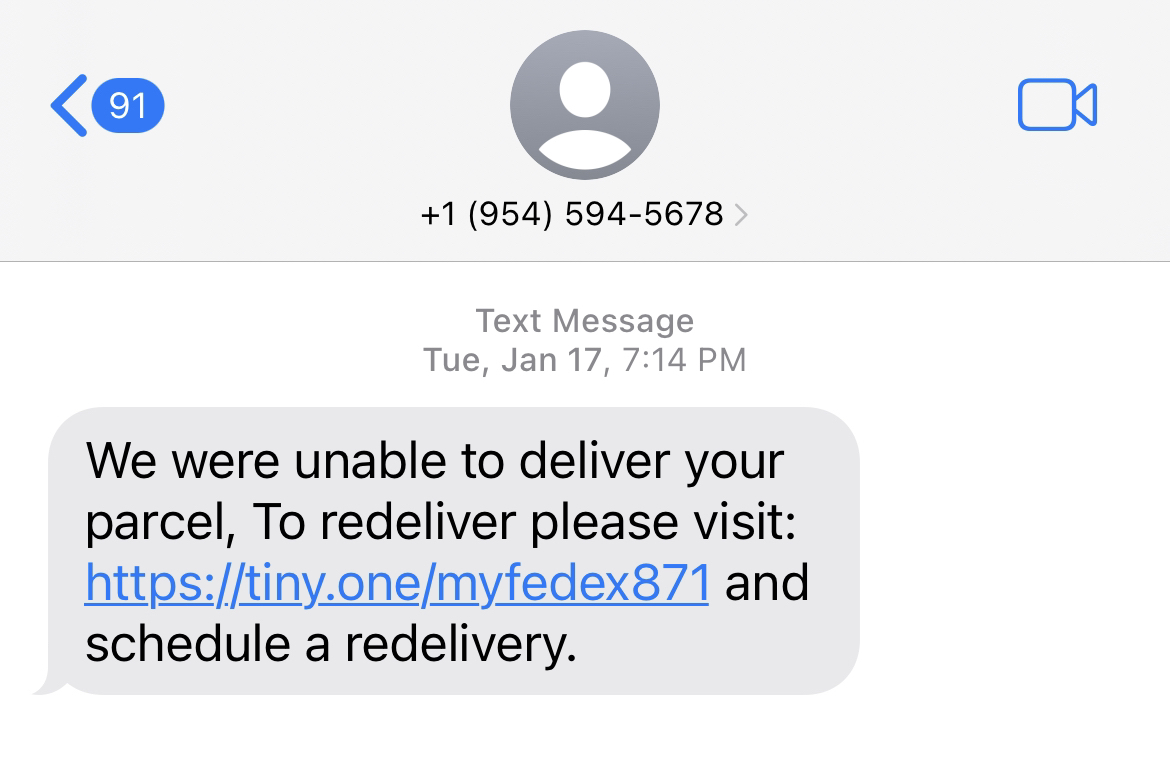 91
+1 (954) 594-5678
Text Message
Tue, Jan 17, 7:14 PM
We were unable to deliver your
parcel, To redeliver please visit:
https://tiny.one/myfedex871 and
schedule a redelivery.